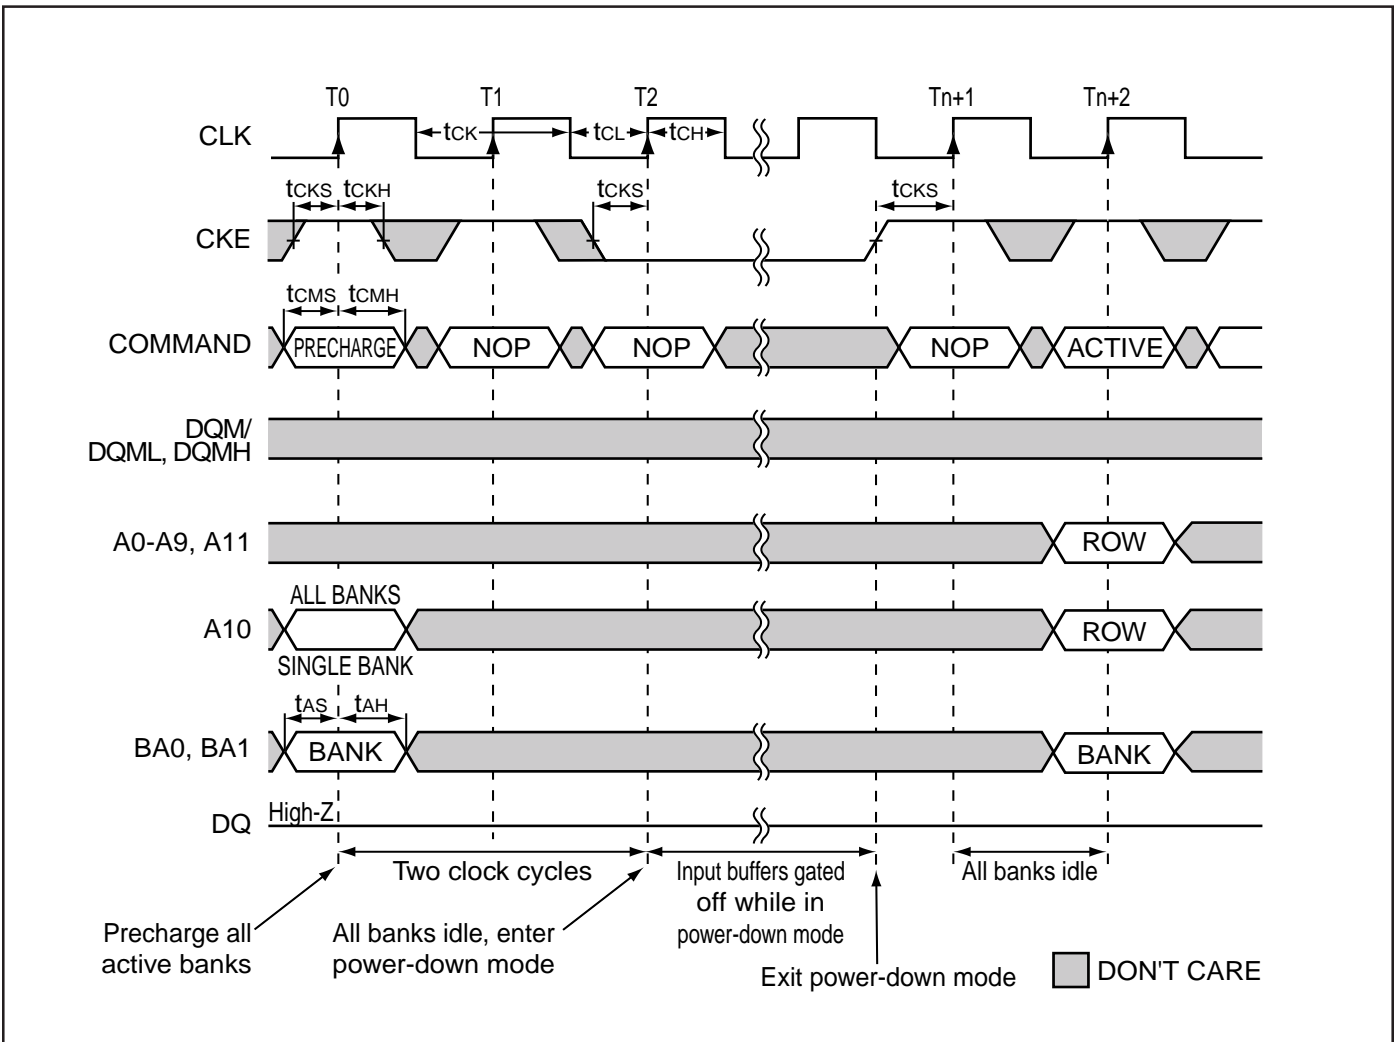 T0 T1 T2 Tn+1 Tn+2
CLK tCK tCL tCH
tCKS tCKH tCKS tCKS
CKE
tCMS tCMH
COMMAND PRECHARGE NOP NOP NOP ACTIVE
DQM/
DQML, DQMH
A0-A9, A11 ROW
ALL BANKS
A10 ROW
SINGLE BANK
tAS tAH
BA0, BA1 BANK BANK
DQ High-Z
Two clock cycles
Input buffers gated
off while in
power-down mode
All banks idle
Precharge all
active banks
All banks idle, enter
power-down mode
Exit power-down mode
DON'T CARE